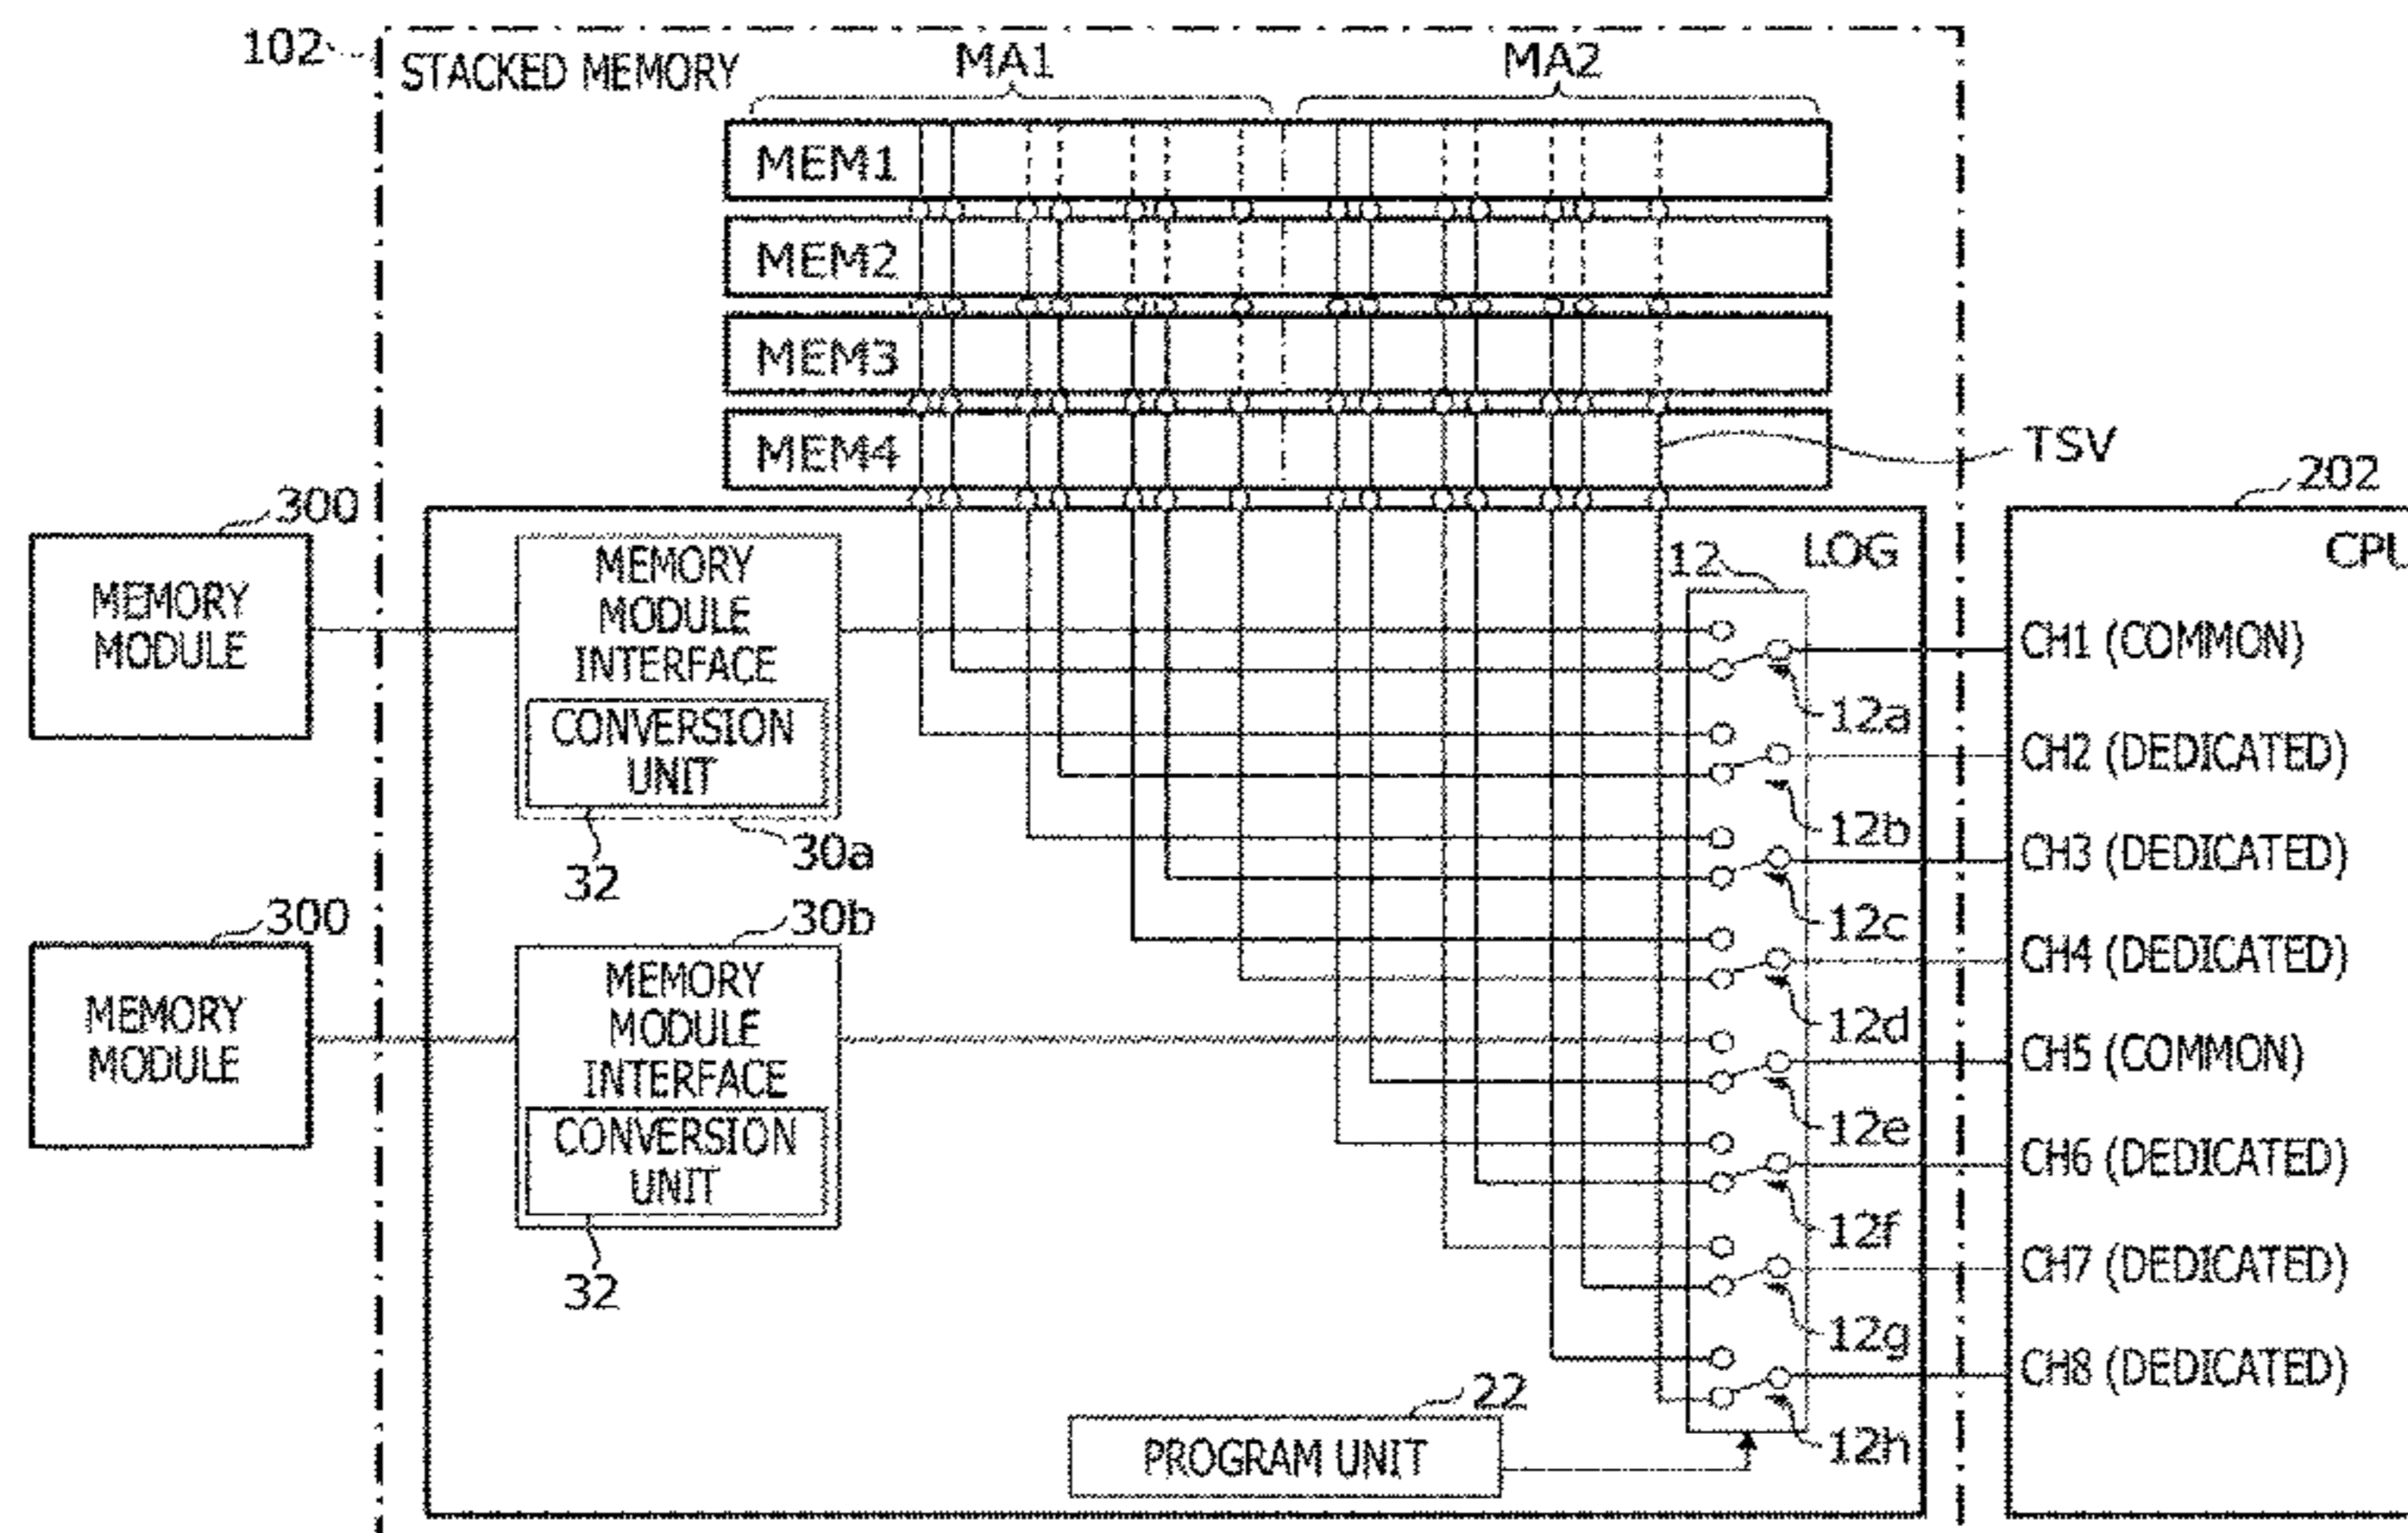 102
STACKED MEMORY
MA1
MA2
MEM1
MEM2
MEM3
MEM4
TSV
202
300
MEMORY
MODULE
MEMORY
MODULE
INTERFACE
CONVERSION
UNIT
32
30a
LOG
12
CPU
CH1 (COMMON)
12a
CH2 (DEDICATED)
12b
CH3 (DEDICATED)
12c
CH4 (DEDICATED)
12d
CH5 (COMMON)
12e
CH6 (DEDICATED)
12f
CH7 (DEDICATED)
12g
CH8 (DEDICATED)
12h
300
MEMORY
MODULE
30b
MEMORY
MODULE
INTERFACE
CONVERSION
UNIT
32
22
PROGRAM UNIT